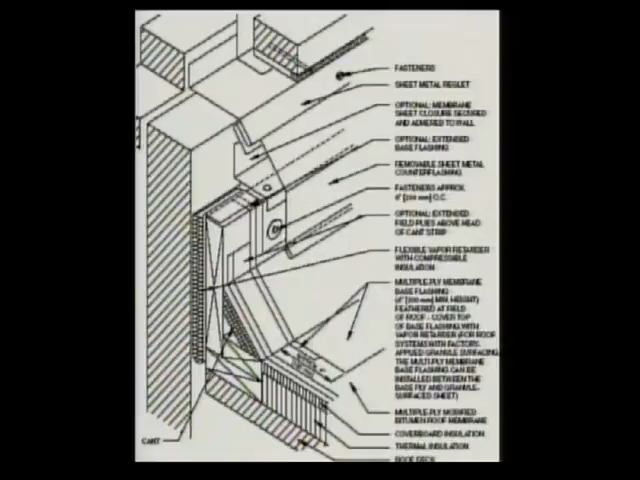 FASTENERS
SHEET METAL REGLET
OPTIONAL: MEMBRANE
SHEET CLOSURE SECURED
AND ADHERED TO WALL
OPTIONAL: EXTENDED
BASE FLASHING
REMOVABLE SHEET METAL
COUNTERFLASHING
FASTENERS APPROX.
[200 mm] O.C.
OPTIONAL: EXTENDED
FIELD PLIES ABOVE HEAD
OF CANT STRIP
FLEXIBLE VAPOR RETARDER
WITH COMPRESSIBLE
INSULATION
MULTIPLE-PLY MEMBRANE
BASE FLASHING
MIN. HEIGHT)
FEATHERED AT FIELD
OF ROOF - COVER TOP
OF BASE FLASHING WITH
VAPOR RETARDER (FOR ROOF
SYSTEMS WITH FACTORY-
APPLIED GRANULE SURFACING,
THE MULTI-PLY MEMBRANE
BASE FLASHING CAN BE
INSTALLED BETWEEN THE
BASE PLY AND GRANULE-
SURFACED SHEET)
MULTIPLE-PLY MODIFIED
BITUMEN ROOF MEMBRANE
COVERBOARD INSULATION
THERMAL INSULATION
ROOF DECK
CANT